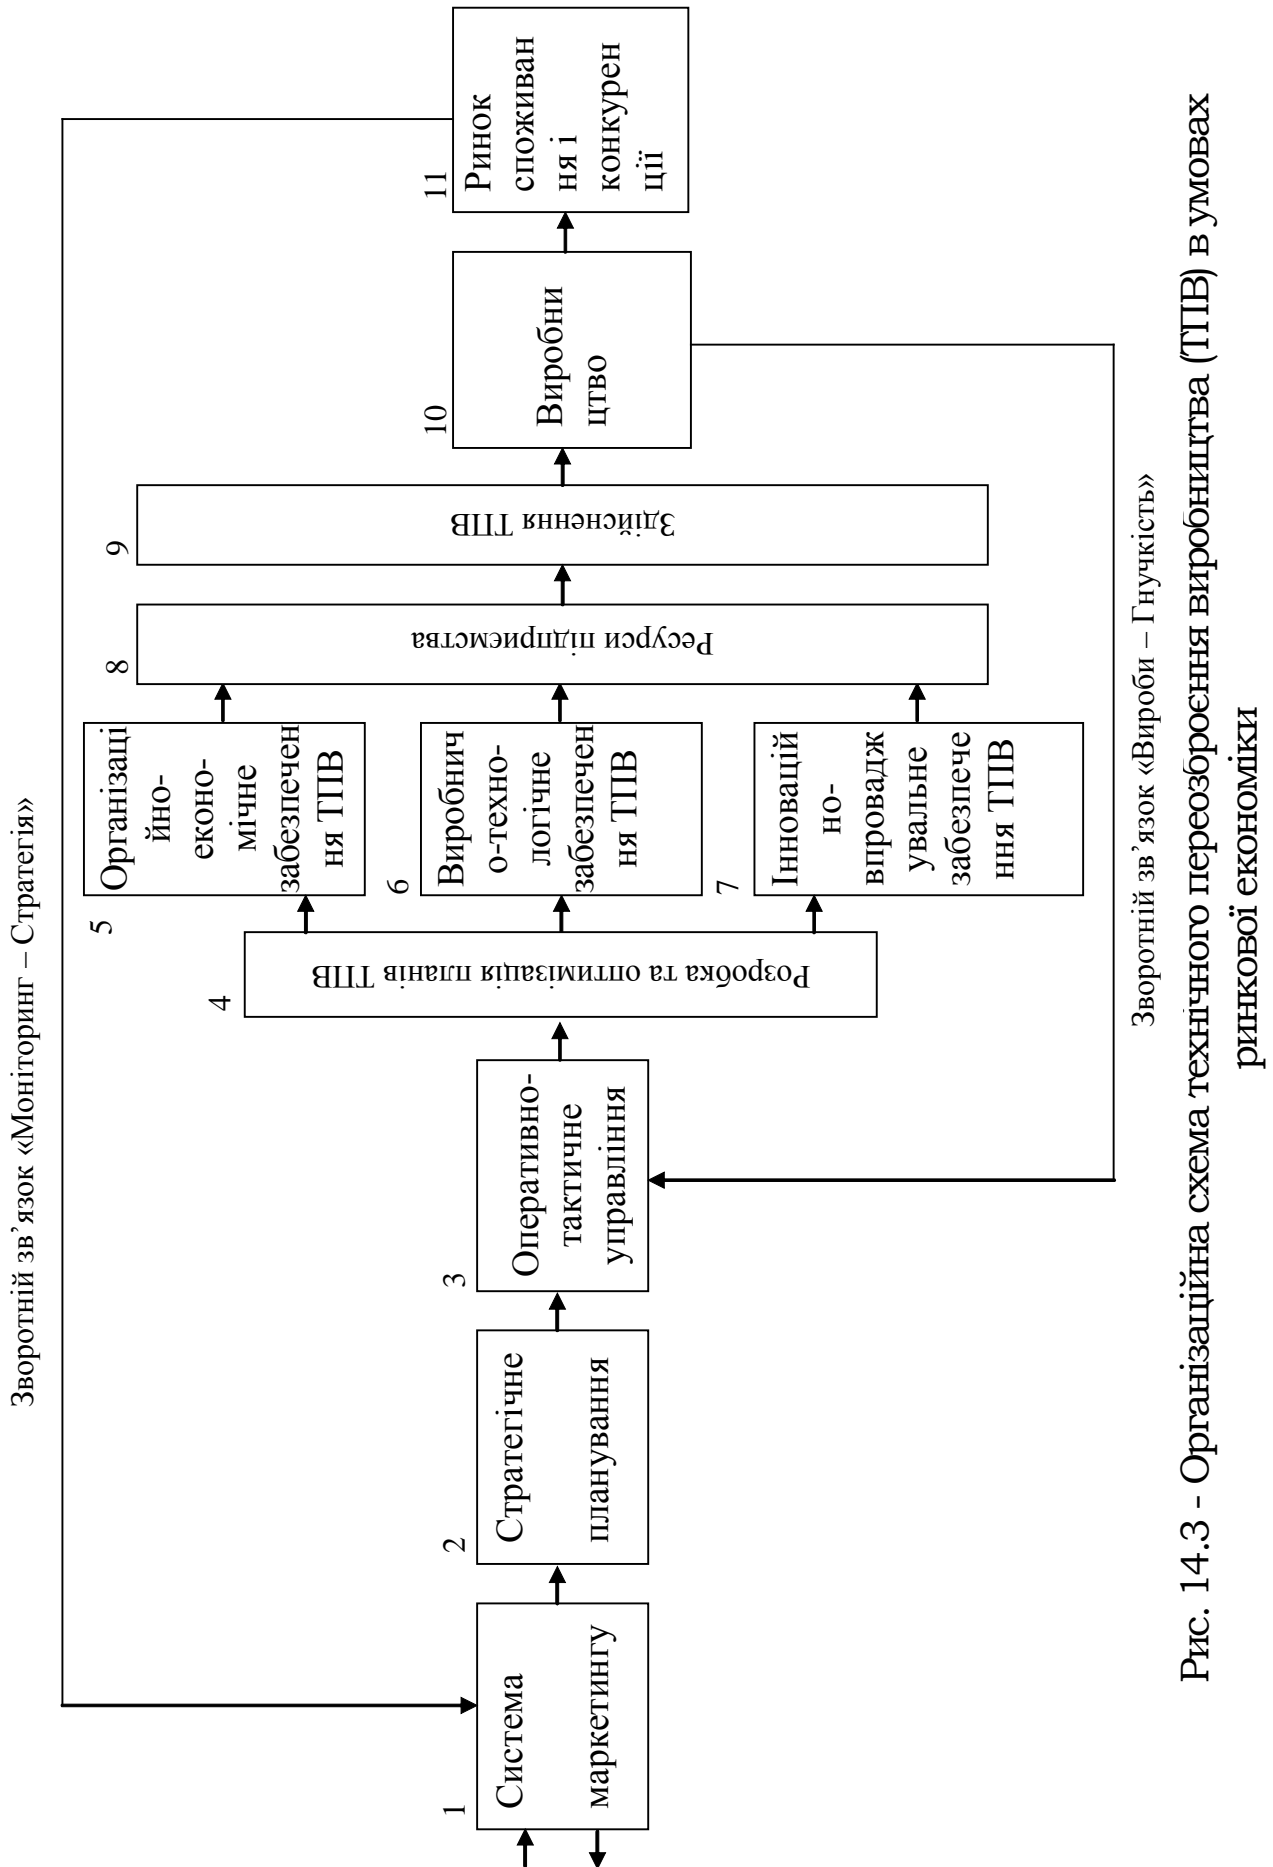 Зворотній зв’язок «Моніторинг – Стратегія»
1
Система
маркетингу
2
Стратегічне
планування
3
Оперативно-
тактичне
управління
4
Розробка та оптимізація планів ТПВ
5
Організаці
йно-
еконо-
мічне
забезпечен
ня ТПВ
6
Виробнич
о-техно-
логічне
забезпечен
ня ТПВ
7
Інновацій
но-
впровадж
увальне
забезпече
ння ТПВ
8
Ресурси підприємства
9
Здійснення ТПВ
10
Виробни
цтво
11
Ринок
споживан
ня і
конкурен
ції
Зворотній зв’язок «Вироби – Гнучкість»
Рис. 14.3 - Організаційна схема технічного переозброєння виробництва (ТПВ) в умовах
ринкової економіки